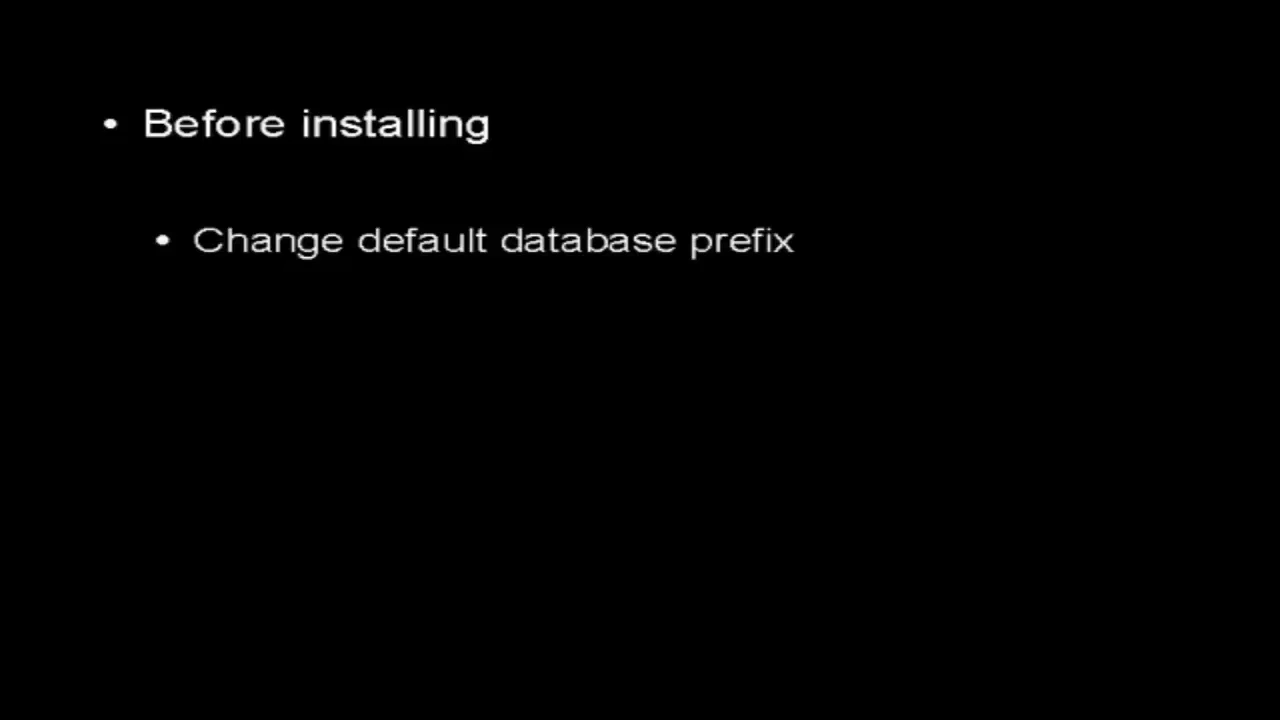 • Before installing
• Change default database prefix